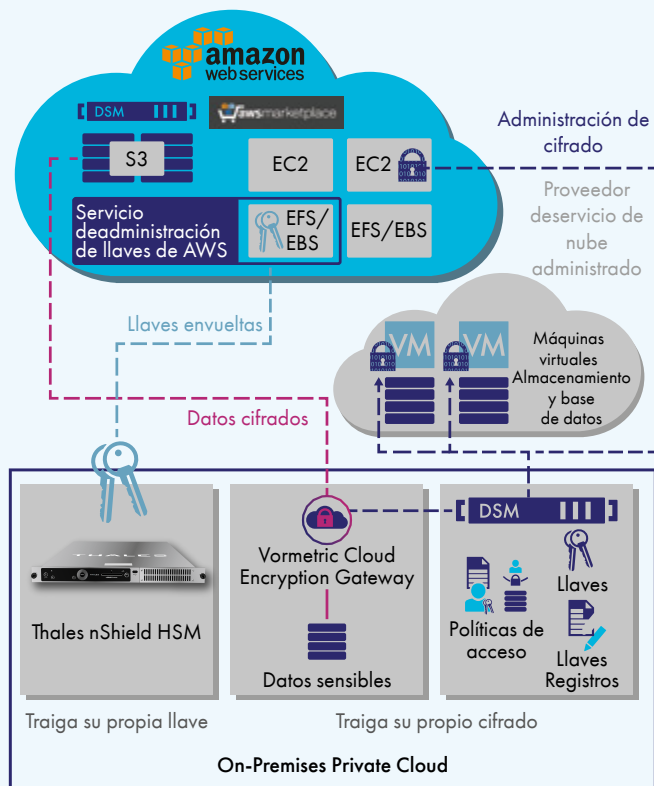 amazon
web services
DSM
awsmarketplace
S3
EC2
EC2
Servicio
deadministración
de llaves de AWS
EFS/
EBS
EFS/EBS
Administración de
cifrado
Proveedor
deservicio de
nube
administrado
Llaves envueltas
VM
VM
Máquinas
virtuales
Almacenamiento
y base
de datos
Datos cifrados
THALES
Thales nShield HSM
Vormetric Cloud
Encryption Gateway
Datos sensibles
DSM
Llaves
Políticas de
acceso
Llaves
Registros
Traiga su propia llave
Traiga su propio cifrado
On-Premises Private Cloud